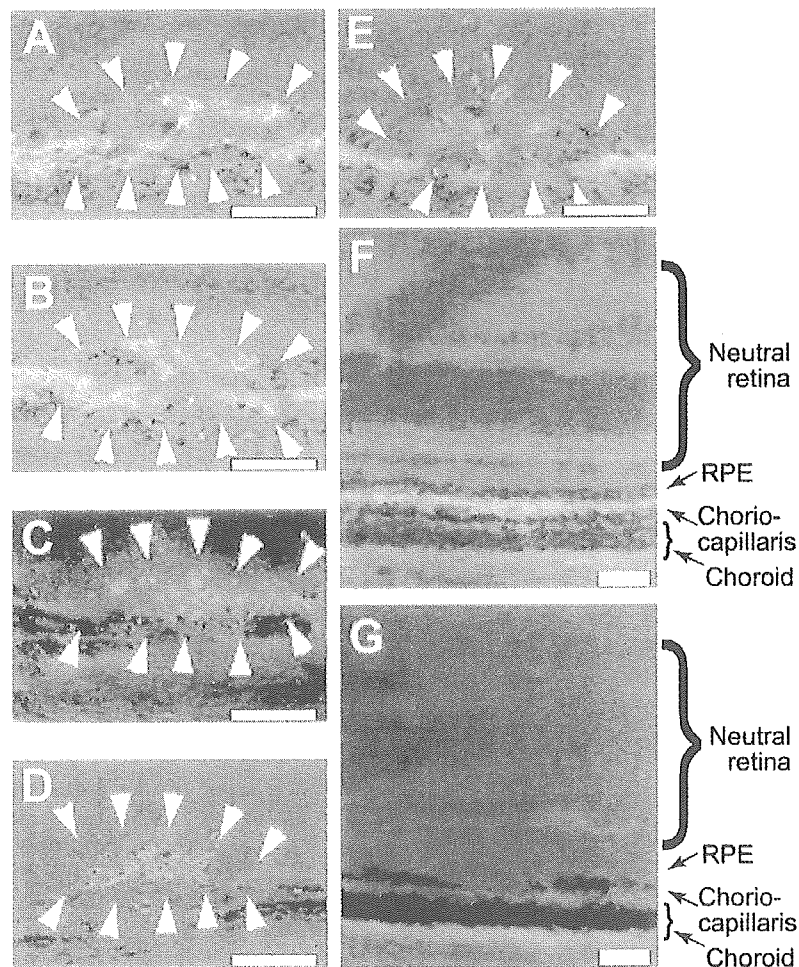 A
E
B
F
Neutral
retina
RPE
Chorio-
capillaris
Choroid
C
D
G
Neutral
retina
RPE
Chorio-
capillaris
Choroid